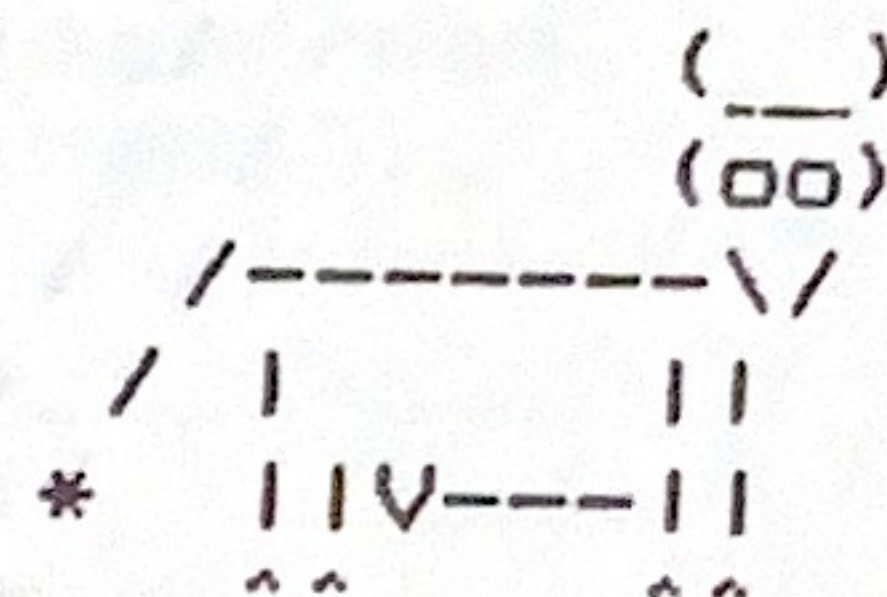 (__)
          (oo)
  /-------\/
 / |     ||
*  ||V---||
   ^^    ^^